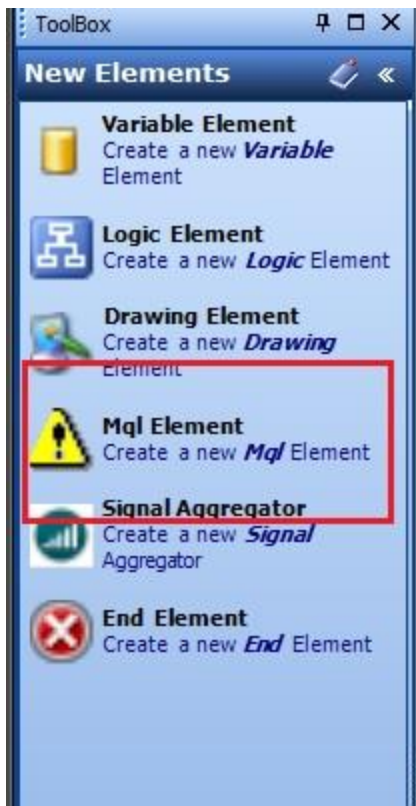 ToolBox
New Elements
Variable Element
Create a new Variable
Element
Logic Element
Create a new Logic Element
Drawing Element
Create a new Drawing
Element
Mql Element
Create a new Mql Element
Signal Aggregator
Create a new Signal
Aggregator
End Element
Create a new End Element